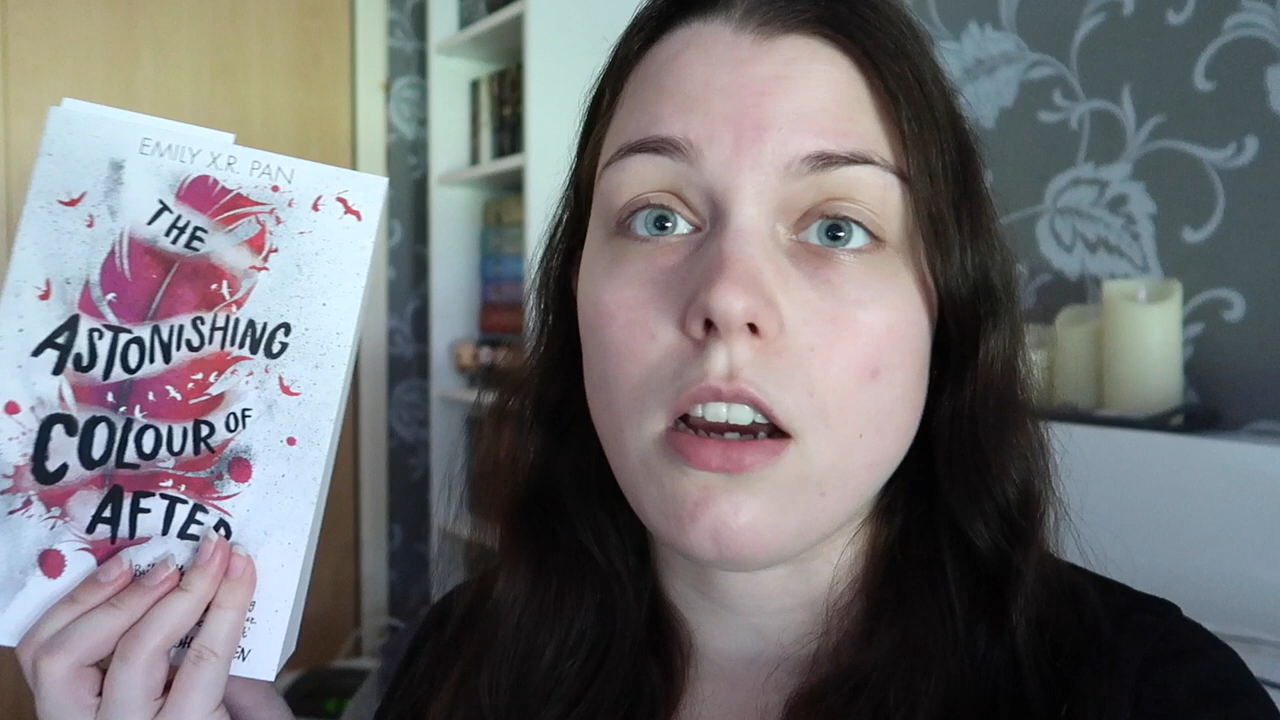 EMILY X.R. PAN
THE
ASTONISHING
COLOUR OF
AFTER